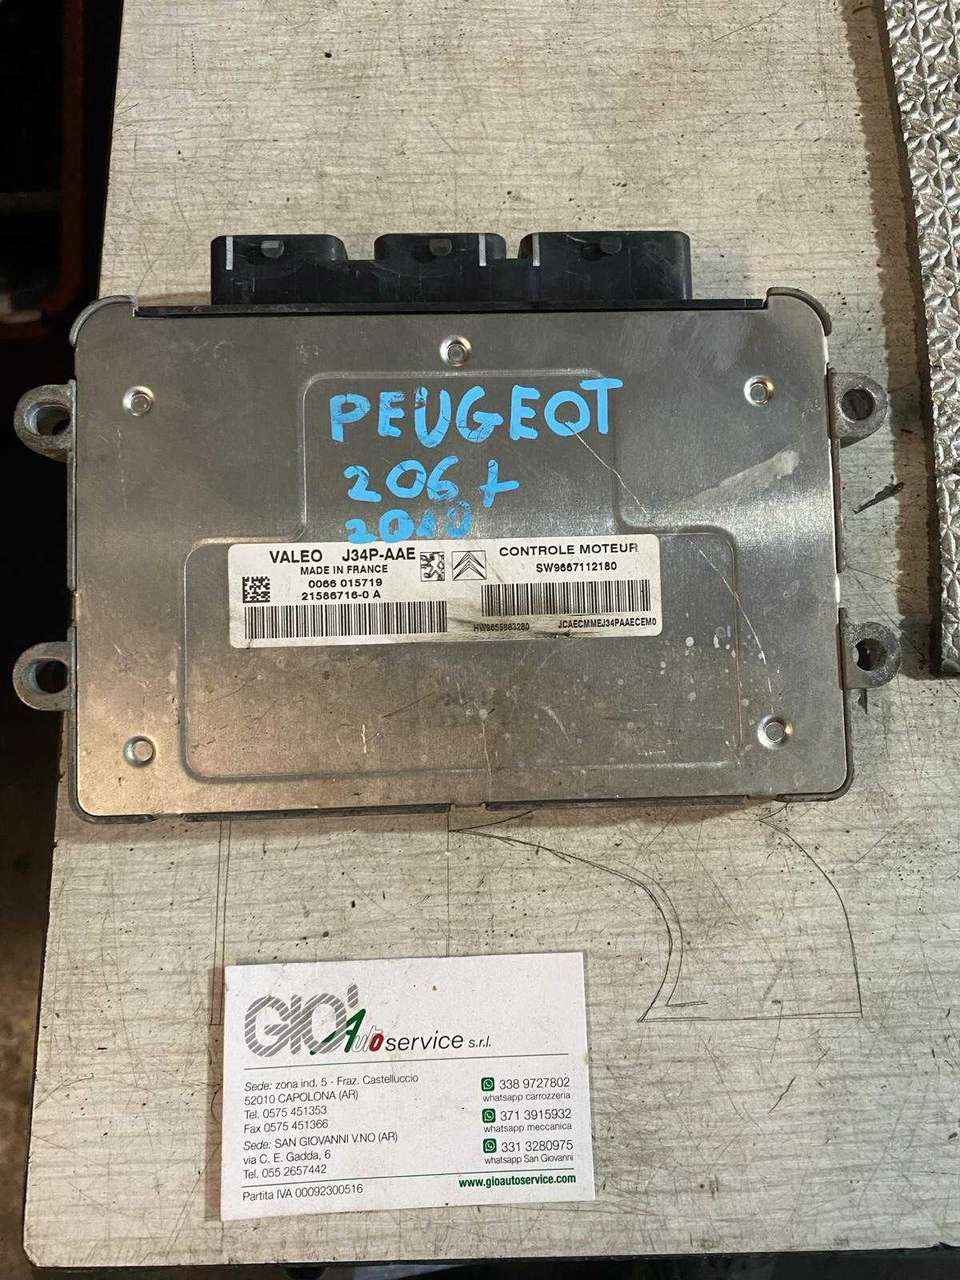 PEUGEOT
206+
2010
VALEO J34P-AAE
MADE IN FRANCE
0066 015719
21586716-0 A
CONTROLE MOTEUR
SW9667112180
HW9659883280 JCAECMMEJ34PAAECEM0
GIO' Autoservice s.r.l.
Sede: zona ind. 5 - Fraz. Castelluccio
52010 CAPOLONA (AR)
Tel. 0575 451353
Fax 0575 451366
Sede: SAN GIOVANNI V.NO (AR)
via C. E. Gadda, 6
Tel. 055 2657442
Partita IVA 00092300516
338 9727802
whatsapp carrozzeria
371 3915932
whatsapp meccanica
331 3280975
whatsapp San Giovanni
www.gioautoservice.com